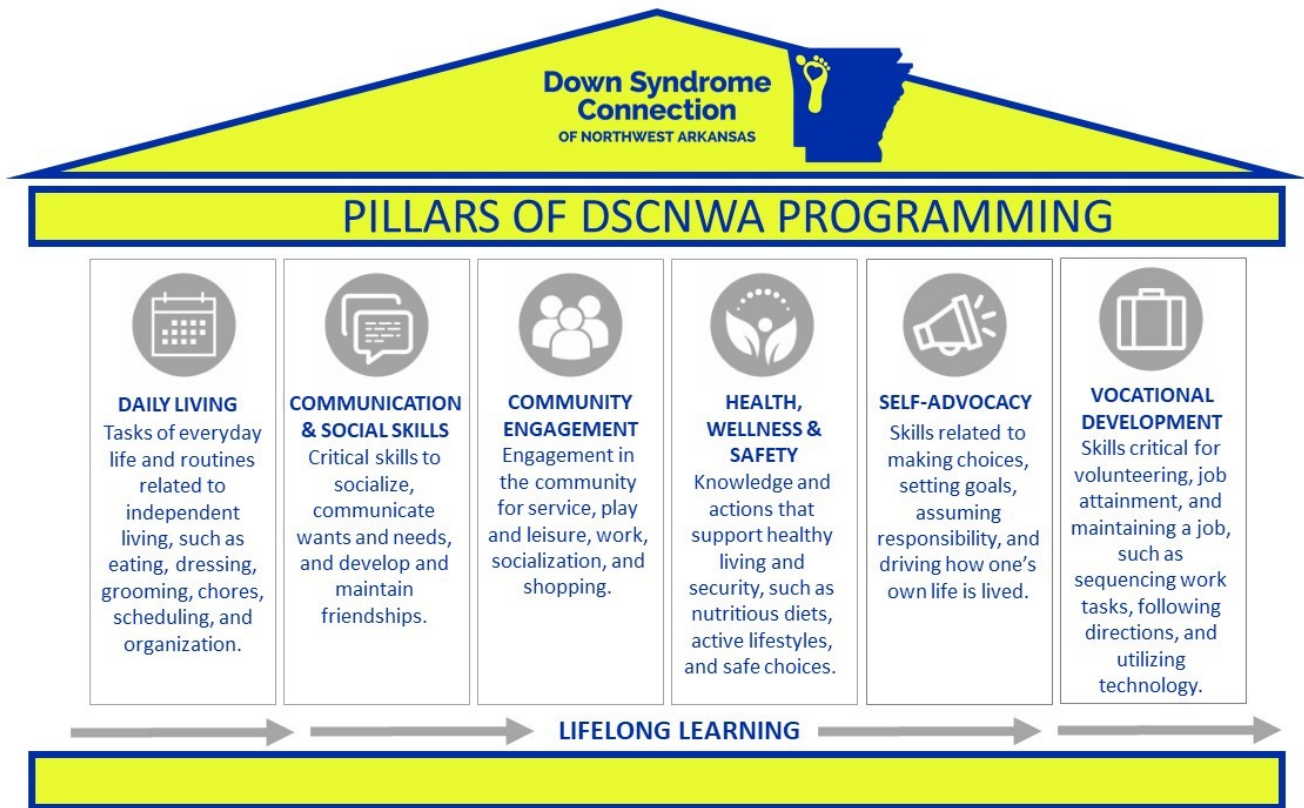 Down Syndrome
Connection
OF NORTHWEST ARKANSAS
PILLARS OF DSCNWA PROGRAMMING
DAILY LIVING
Tasks of everyday
life and routines
related to
independent
living, such as
eating, dressing,
grooming, chores,
scheduling, and
organization.
COMMUNICATION
& SOCIAL SKILLS
Critical skills to
socialize,
communicate
wants and needs,
and develop and
maintain
friendships.
COMMUNITY
ENGAGEMENT
Engagement in
the community
for service, play
and leisure, work,
socialization, and
shopping.
HEALTH,
WELLNESS &
SAFETY
Knowledge and
actions that
support healthy
living and
security, such as
nutritious diets,
active lifestyles,
and safe choices.
SELF-ADVOCACY
Skills related to
making choices,
setting goals,
assuming
responsibility, and
driving how one's
own life is lived.
VOCATIONAL
DEVELOPMENT
Skills critical for
volunteering, job
attainment, and
maintaining a job,
such as
sequencing work
tasks, following
directions, and
utilizing
technology.
LIFELONG LEARNING